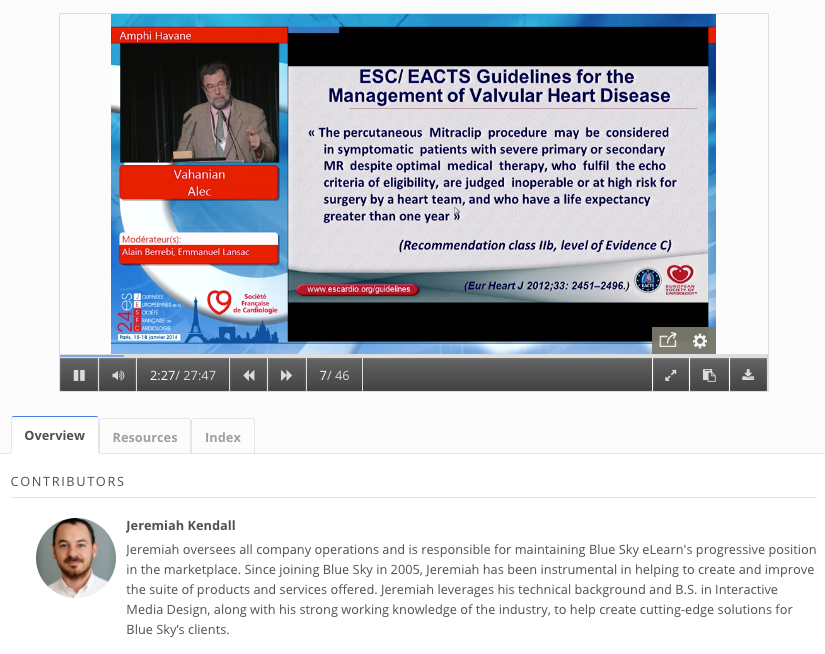 Amphi Havane
Vahanian
Alec
Modérateur(s):
Alain Berrebi, Emmanuel Lansac
24es
JOURNÉES
EUROPÉENNES de la
SOCIÉTÉ
FRANÇAISE de
CARDIOLOGIE
Paris, 15-18 janvier 2014
Société
Française
de Cardiologie
ESC/ EACTS Guidelines for the
Management of Valvular Heart Disease
« The percutaneous Mitraclip procedure may be considered
in symptomatic patients with severe primary or secondary
MR despite optimal medical therapy, who fulfil the echo
criteria of eligibility, are judged inoperable or at high risk for
surgery by a heart team, and who have a life expectancy
greater than one year »
(Recommendation class IIb, level of Evidence C)
www.escardio.org/guidelines
(Eur Heart J 2012;33: 2451–2496.)
EACTS
EUROPEAN
SOCIETY OF
CARDIOLOGY
2:27/ 27:47
7/ 46
Overview
Resources
Index
CONTRIBUTORS
Jeremiah Kendall
Jeremiah oversees all company operations and is responsible for maintaining Blue Sky eLearn's progressive position
in the marketplace. Since joining Blue Sky in 2005, Jeremiah has been instrumental in helping to create and improve
the suite of products and services offered. Jeremiah leverages his technical background and B.S. in Interactive
Media Design, along with his strong working knowledge of the industry, to help create cutting-edge solutions for
Blue Sky’s clients.